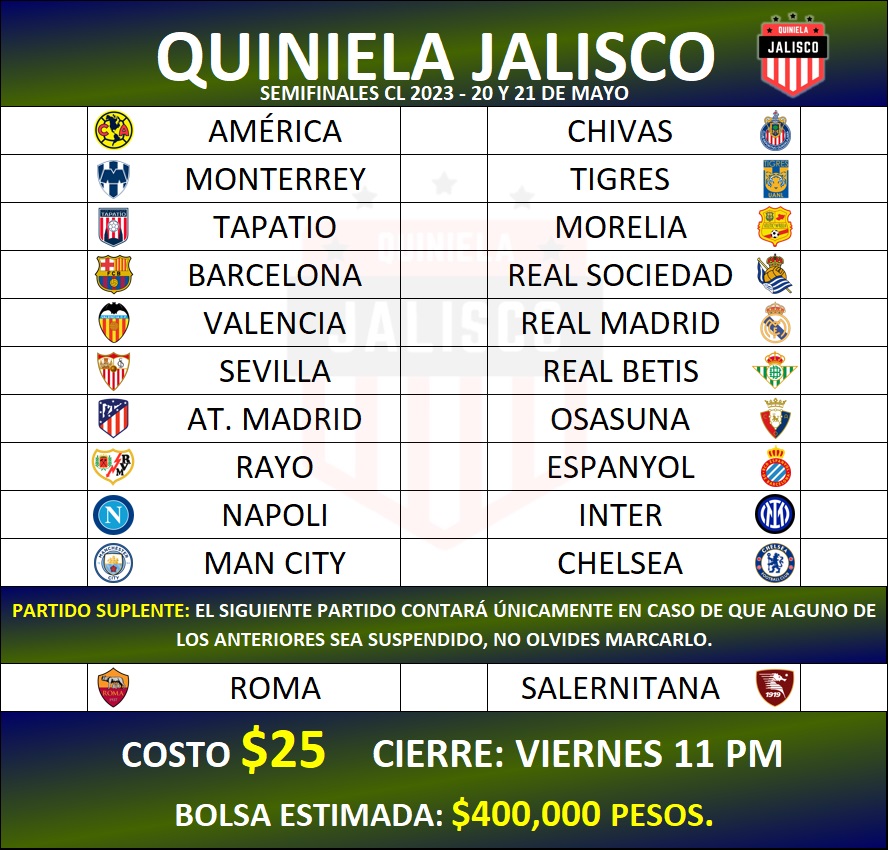 QUINIELA JALISCO
QUINIELA
JALISCO
SEMIFINALES CL 2023 - 20 Y 21 DE MAYO
AMÉRICA CHIVAS
MONTERREY TIGRES
TAPATIO MORELIA
BARCELONA REAL SOCIEDAD
VALENCIA REAL MADRID
SEVILLA REAL BETIS
AT. MADRID OSASUNA
RAYO ESPANYOL
NAPOLI INTER
MAN CITY CHELSEA
QUINIELA
JALISCO
PARTIDO SUPLENTE: EL SIGUIENTE PARTIDO CONTARÁ ÚNICAMENTE EN CASO DE QUE ALGUNO DE
LOS ANTERIORES SEA SUSPENDIDO, NO OLVIDES MARCARLO.
ROMA SALERNITANA
COSTO $25 CIERRE: VIERNES 11 PM
BOLSA ESTIMADA: $400,000 PESOS.